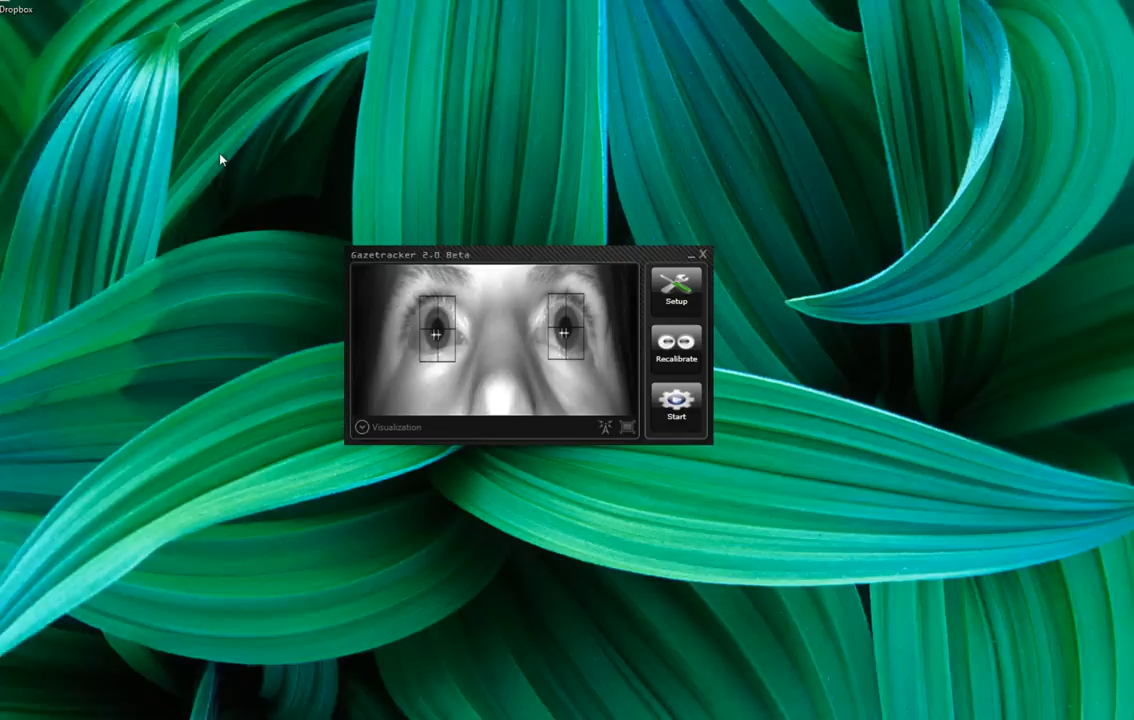 Dropbox
Gazetracker 2.0 Beta
Setup
Recalibrate
Start
Visualization